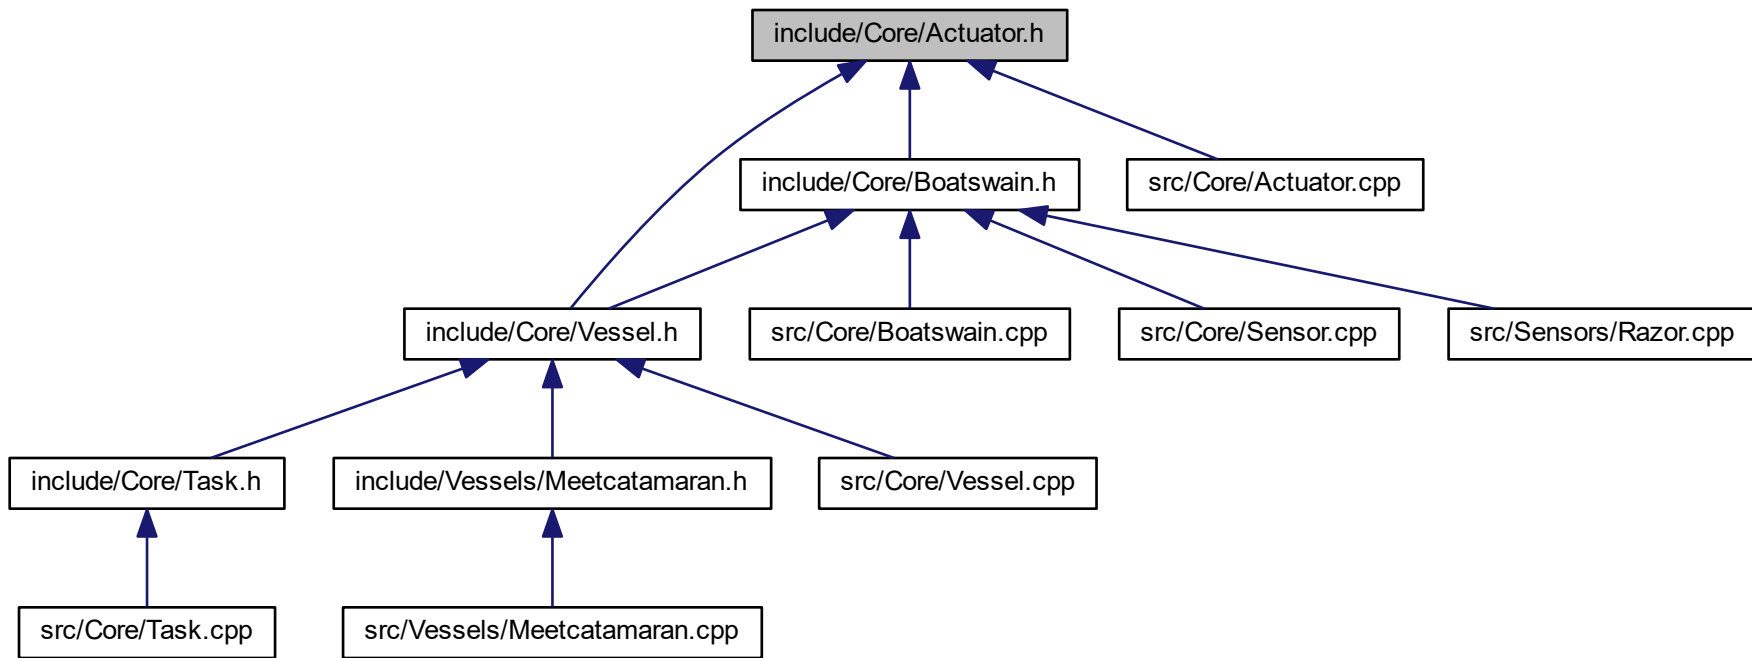 include/Core/Actuator.h
include/Core/Boatswain.h
src/Core/Actuator.cpp
include/Core/Vessel.h
src/Core/Boatswain.cpp
src/Core/Sensor.cpp
src/Sensors/Razor.cpp
include/Core/Task.h
include/Vessels/Meetcatamaran.h
src/Core/Vessel.cpp
src/Core/Task.cpp
src/Vessels/Meetcatamaran.cpp